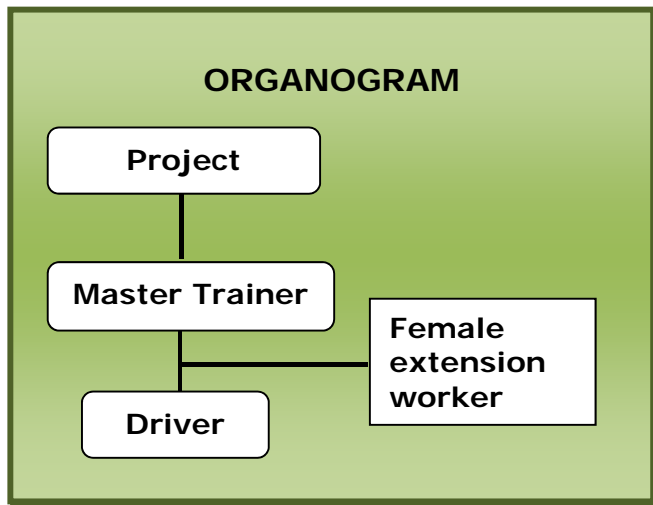 ORGANOGRAM
Project
Master Trainer
Female
extension
worker
Driver